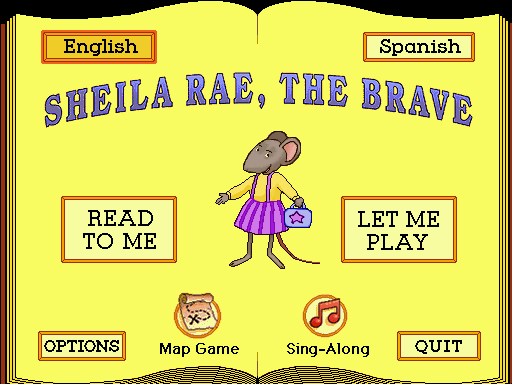 English
Spanish
SHEILA RAE, THE BRAVE
READ
TO ME
LET ME
PLAY
OPTIONS
Map Game
Sing-Along
QUIT